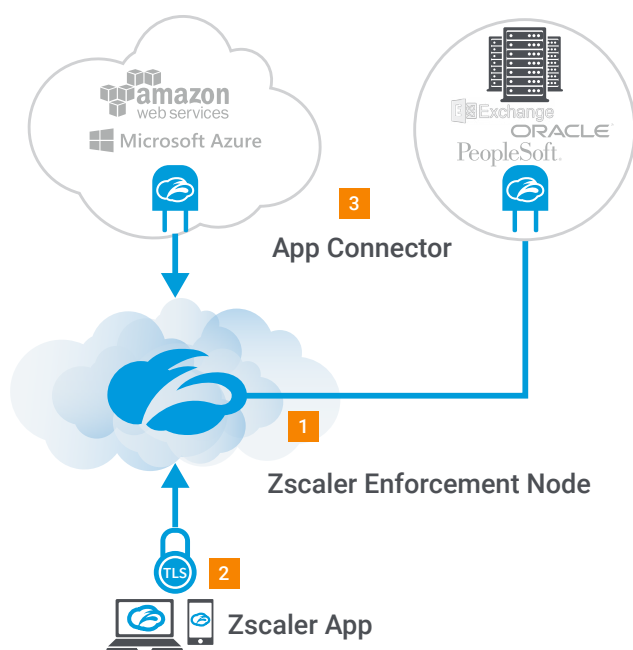 amazon
web services
Microsoft Azure
Exchange
ORACLE
PeopleSoft.
3
App Connector
1
Zscaler Enforcement Node
TLS
2
Zscaler App